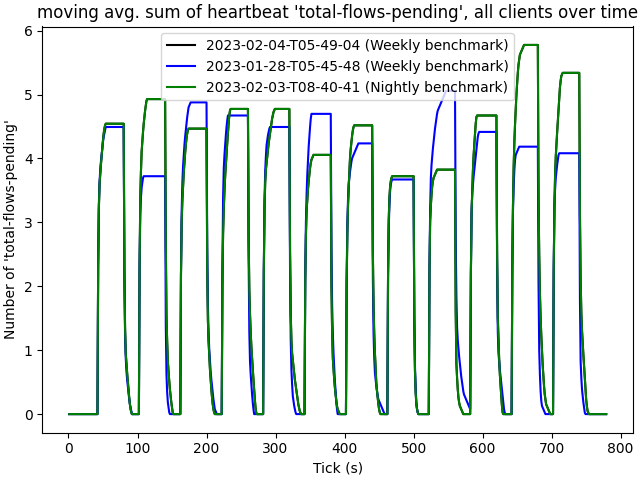 moving avg. sum of heartbeat 'total-flows-pending', all clients over time
2023-02-04-T05-49-04 (Weekly benchmark)
2023-01-28-T05-45-48 (Weekly benchmark)
2023-02-03-T08-40-41 (Nightly benchmark)
Number of 'total-flows-pending'
6
5
4
3
2
1
0
0 100 200 300 400 500 600 700 800
Tick (s)